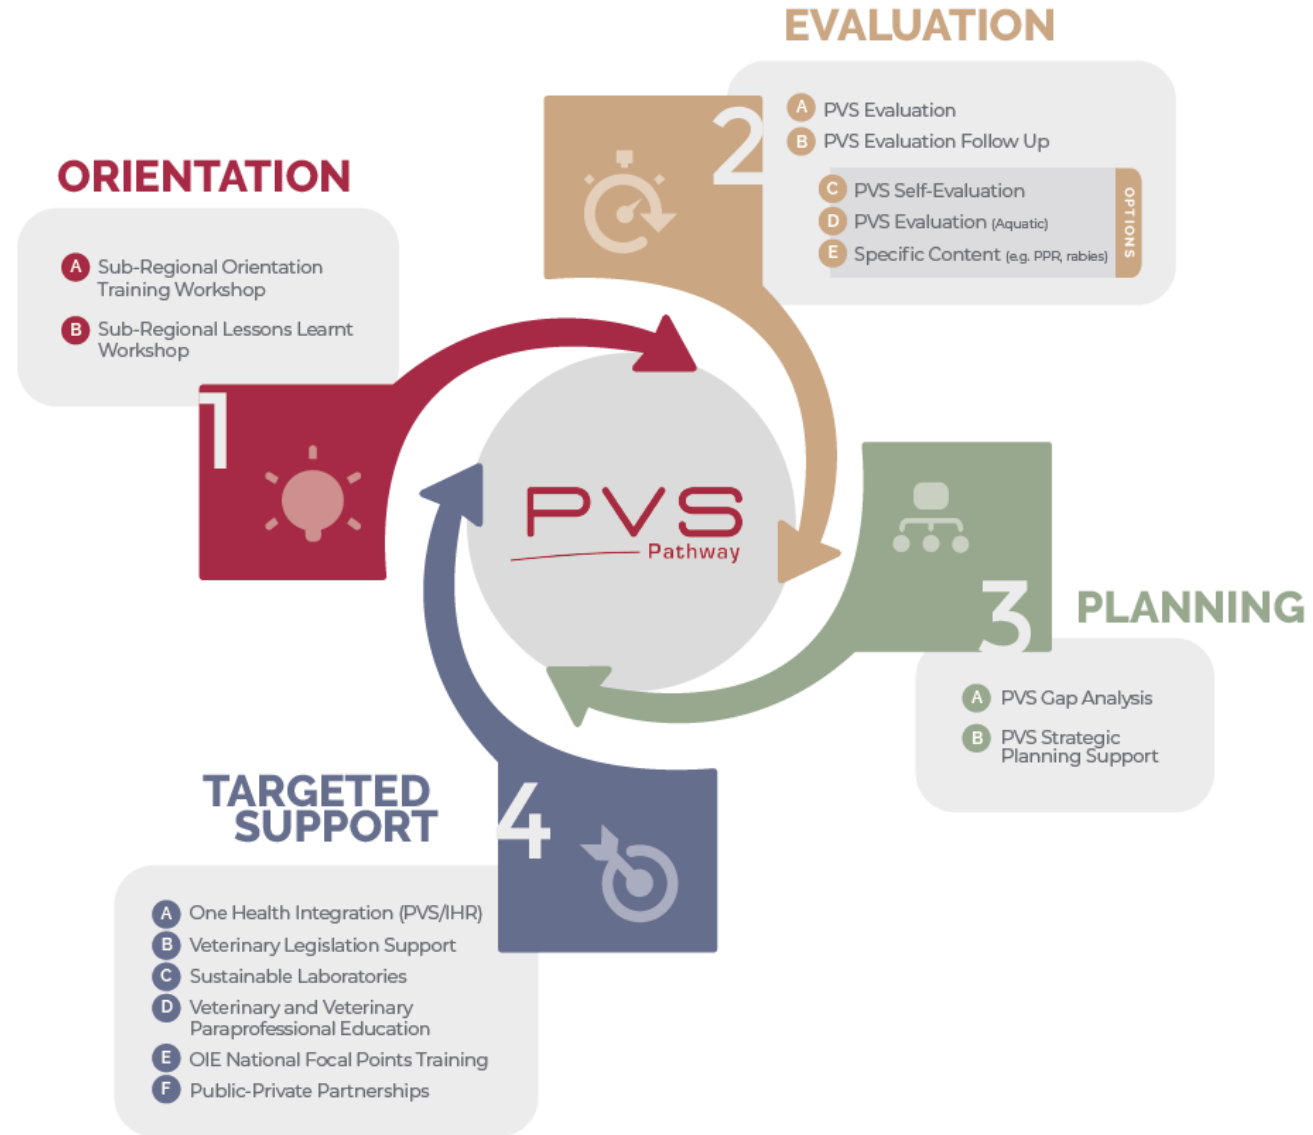 ORIENTATION
A Sub-Regional Orientation
Training Workshop
B Sub-Regional Lessons Learnt
Workshop
1
EVALUATION
2
A PVS Evaluation
B PVS Evaluation Follow Up
C PVS Self-Evaluation
D PVS Evaluation (Aquatic)
E Specific Content (e.g. PPR, rabies)
OPTIONS
PVS
Pathway
3
PLANNING
A PVS Gap Analysis
B PVS Strategic
Planning Support
TARGETED
SUPPORT
4
A One Health Integration (PVS/IHR)
B Veterinary Legislation Support
C Sustainable Laboratories
D Veterinary and Veterinary
Paraprofessional Education
E OIE National Focal Points Training
F Public-Private Partnerships